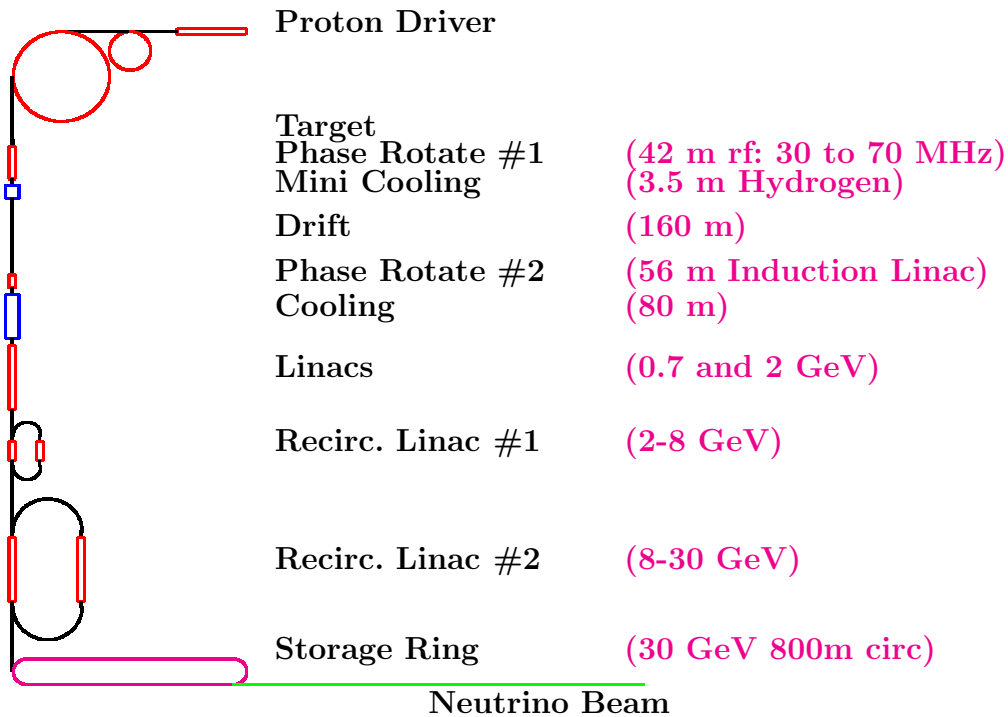 Proton Driver
Target
Phase Rotate #1 (42 m rf: 30 to 70 MHz)
Mini Cooling (3.5 m Hydrogen)
Drift (160 m)
Phase Rotate #2 (56 m Induction Linac)
Cooling (80 m)
Linacs (0.7 and 2 GeV)
Recirc. Linac #1 (2-8 GeV)
Recirc. Linac #2 (8-30 GeV)
Storage Ring (30 GeV 800m circ)
Neutrino Beam